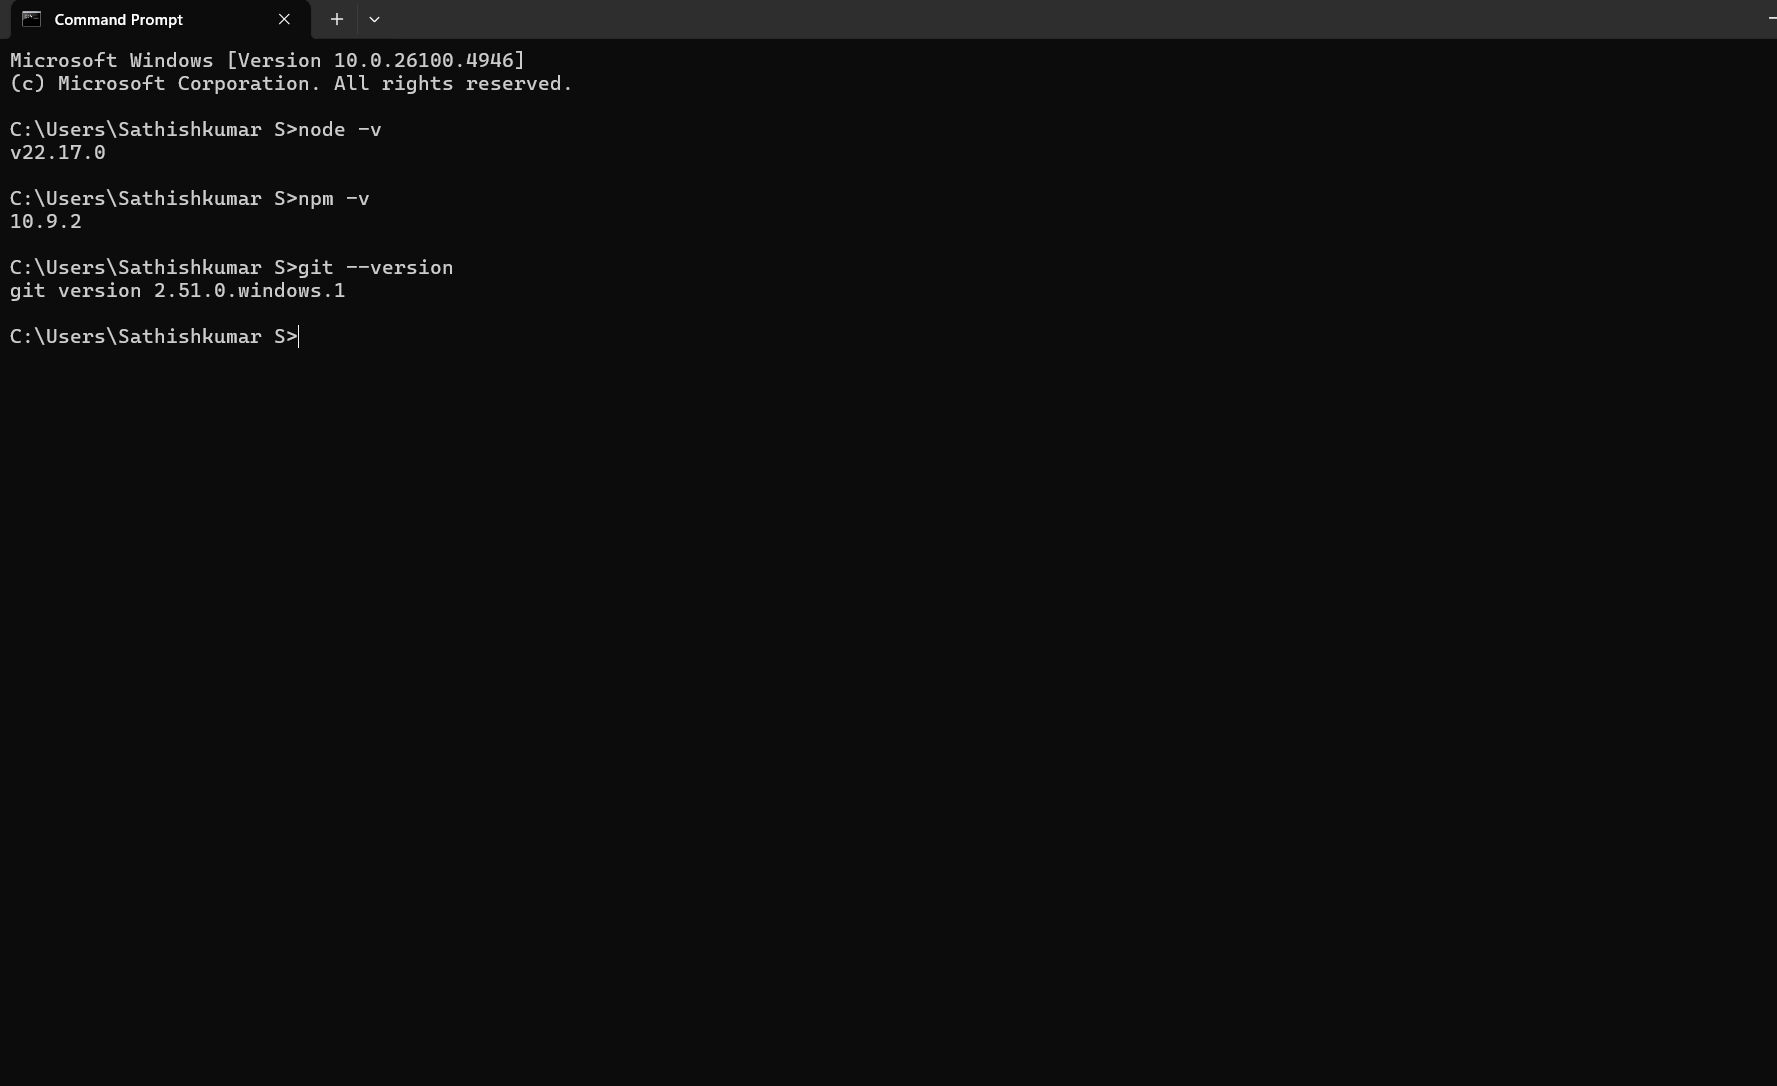 Command Prompt
Microsoft Windows [Version 10.0.26100.4946]
(c) Microsoft Corporation. All rights reserved.
C:\Users\Sathishkumar S>node -v
v22.17.0
C:\Users\Sathishkumar S>npm -v
10.9.2
C:\Users\Sathishkumar S>git --version
git version 2.51.0.windows.1
C:\Users\Sathishkumar S>